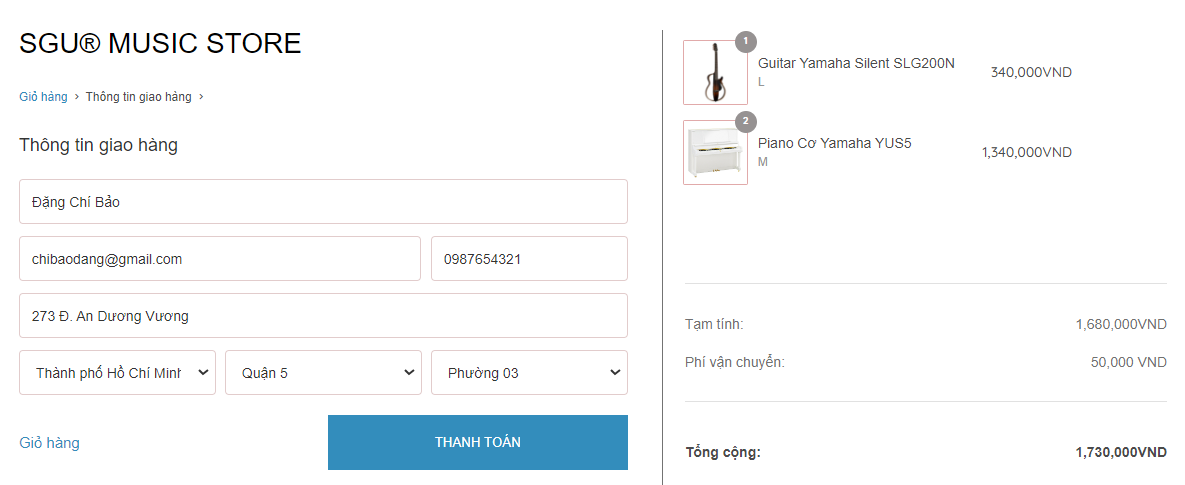 SGU® MUSIC STORE
Giỏ hàng › Thông tin giao hàng ›
Thông tin giao hàng
Đặng Chí Bảo
chibaodang@gmail.com
0987654321
273 Đ. An Dương Vương
Thành phố Hồ Chí Minh
Quận 5
Phường 03
Giỏ hàng
THANH TOÁN
1
Guitar Yamaha Silent SLG200N
L
340,000VND
2
Piano Cơ Yamaha YUS5
M
1,340,000VND
Tạm tính: 1,680,000VND
Phí vận chuyển: 50,000 VND
Tổng cộng: 1,730,000VND